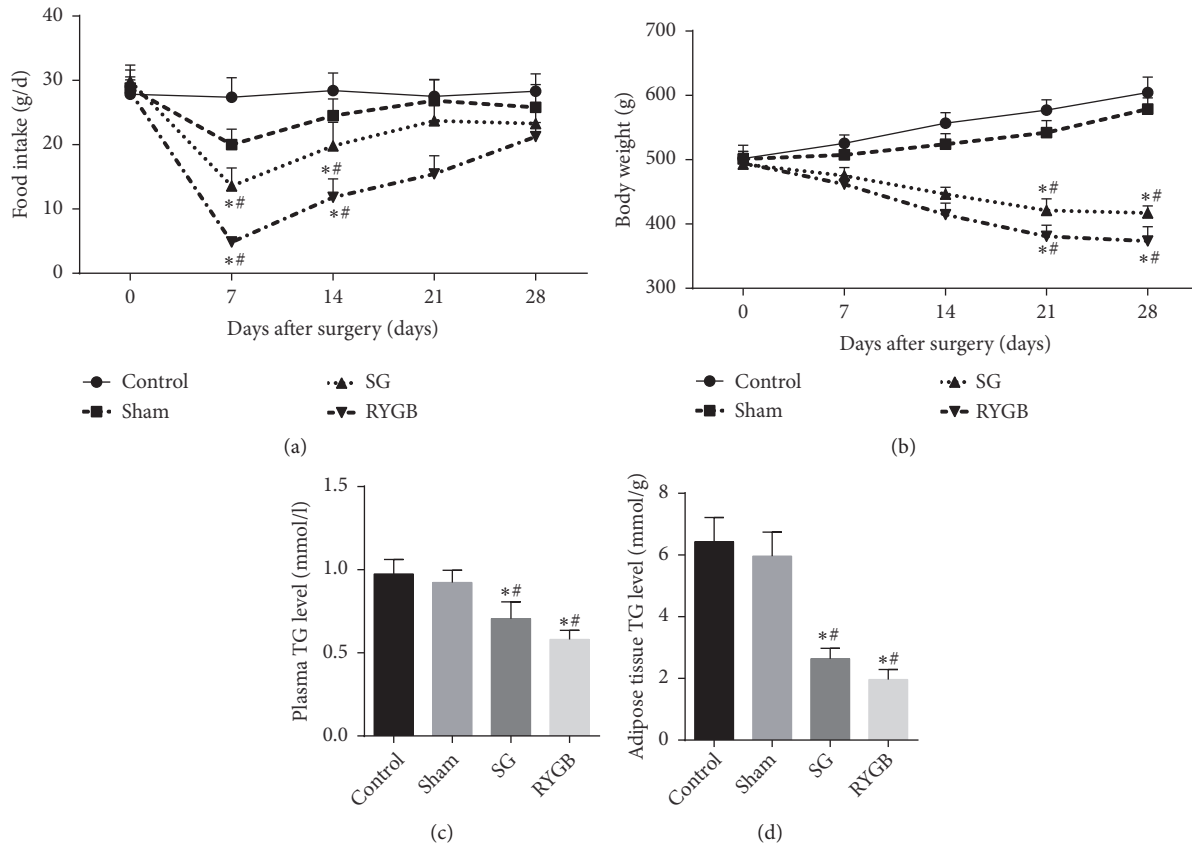 40
30
20
10
0
Food intake (g/d)
*#
*#
*#
*#
0 7 14 21 28
Days after surgery (days)
Control
Sham
SG
RYGB
(a)
700
600
500
400
300
Body weight (g)
*#
*#
*#
*#
0 7 14 21 28
Days after surgery (days)
Control
Sham
SG
RYGB
(b)
1.5
1.0
0.5
0.0
Plasma TG level (mmol/l)
*#
*#
Control Sham SG RYGB
(c)
8
6
4
2
0
Adipose tissue TG level (mmol/g)
*#
*#
Control Sham SG RYGB
(d)